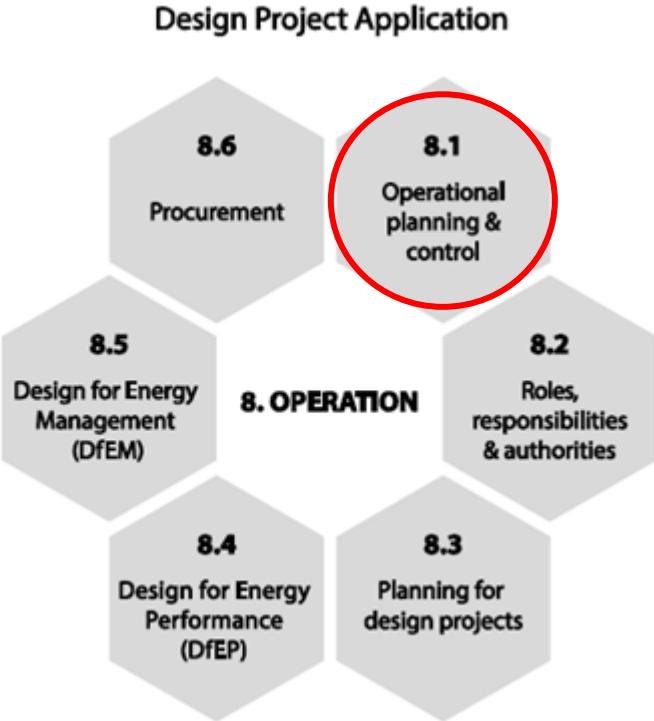 Design Project Application
8.6
Procurement
8.1
Operational
planning &
control
8.5
Design for Energy
Management
(DfEM)
8. OPERATION
8.2
Roles,
responsibilities
& authorities
8.4
Design for Energy
Performance
(DfEP)
8.3
Planning for
design projects